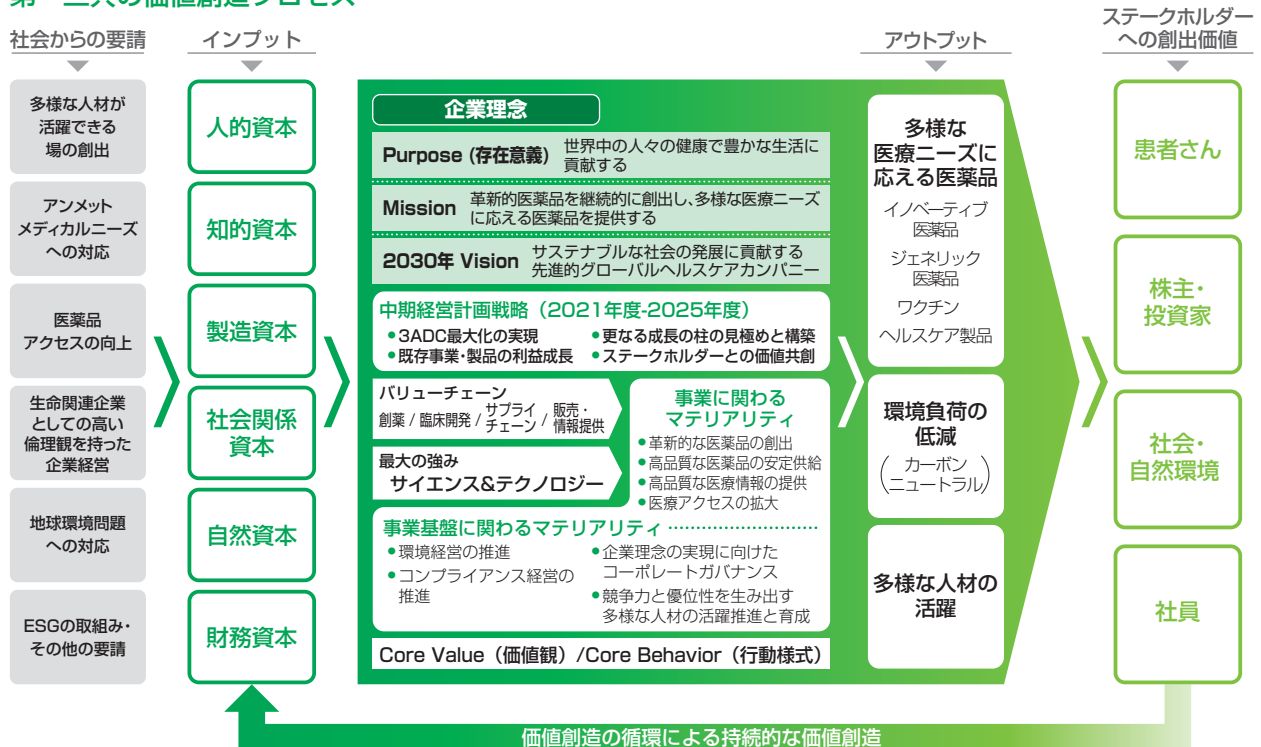 第一三共の価値創造プロセス
社会からの要請
インプット
アウトプット
ステークホルダー
への創出価値
多様な人材が
活躍できる
場の創出
アンメット
メディカルニーズ
への対応
医薬品
アクセスの向上
生命関連企業
としての高い
倫理観を持った
企業経営
地球環境問題
への対応
ESGの取組み・
その他の要請
人的資本
知的資本
製造資本
社会関係
資本
自然資本
財務資本
企業理念
Purpose (存在意義) 世界中の人々の健康で豊かな生活に
貢献する
Mission 革新的医薬品を継続的に創出し、多様な医療ニーズ
に応える医薬品を提供する
2030年 Vision サステナブルな社会の発展に貢献する
先進的グローバルヘルスケアカンパニー
中期経営計画戦略（2021年度-2025年度）
●3ADC最大化の実現
●既存事業・製品の利益成長
●更なる成長の柱の見極めと構築
●ステークホルダーとの価値共創
バリューチェーン
創薬 / 臨床開発 / サプライチェーン / 販売・情報提供
最大の強み
サイエンス&テクノロジー
事業に関わる
マテリアリティ
●革新的な医薬品の創出
●高品質な医薬品の安定供給
●高品質な医療情報の提供
●医療アクセスの拡大
事業基盤に関わるマテリアリティ
●環境経営の推進
●コンプライアンス経営の
推進
●企業理念の実現に向けた
コーポレートガバナンス
●競争力と優位性を生み出す
多様な人材の活躍推進と育成
Core Value（価値観）/Core Behavior（行動様式）
多様な
医療ニーズに
応える医薬品
イノベーティブ
医薬品
ジェネリック
医薬品
ワクチン
ヘルスケア製品
環境負荷の
低減
(カーボン
ニュートラル)
多様な人材の
活躍
患者さん
株主・
投資家
社会・
自然環境
社員
価値創造の循環による持続的な価値創造